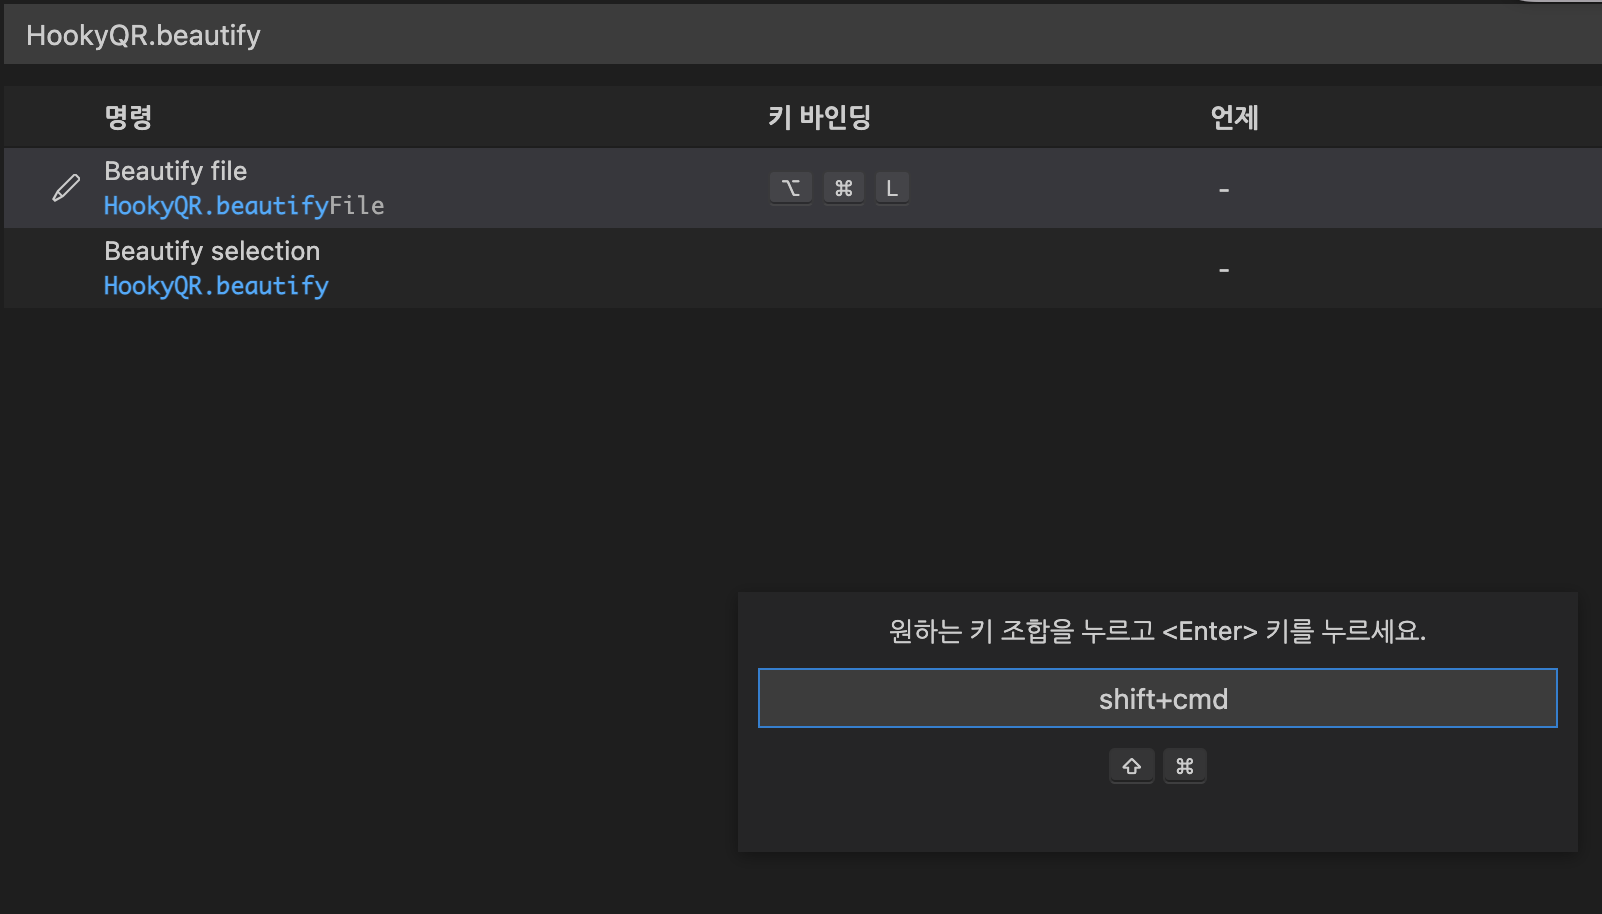 HookyQR.beautify
명령 키 바인딩 언제
Beautify file
HookyQR.beautifyFile
⌥ ⌘ L -
Beautify selection
HookyQR.beautify
-
원하는 키 조합을 누르고 <Enter> 키를 누르세요.
shift+cmd
⇧ ⌘